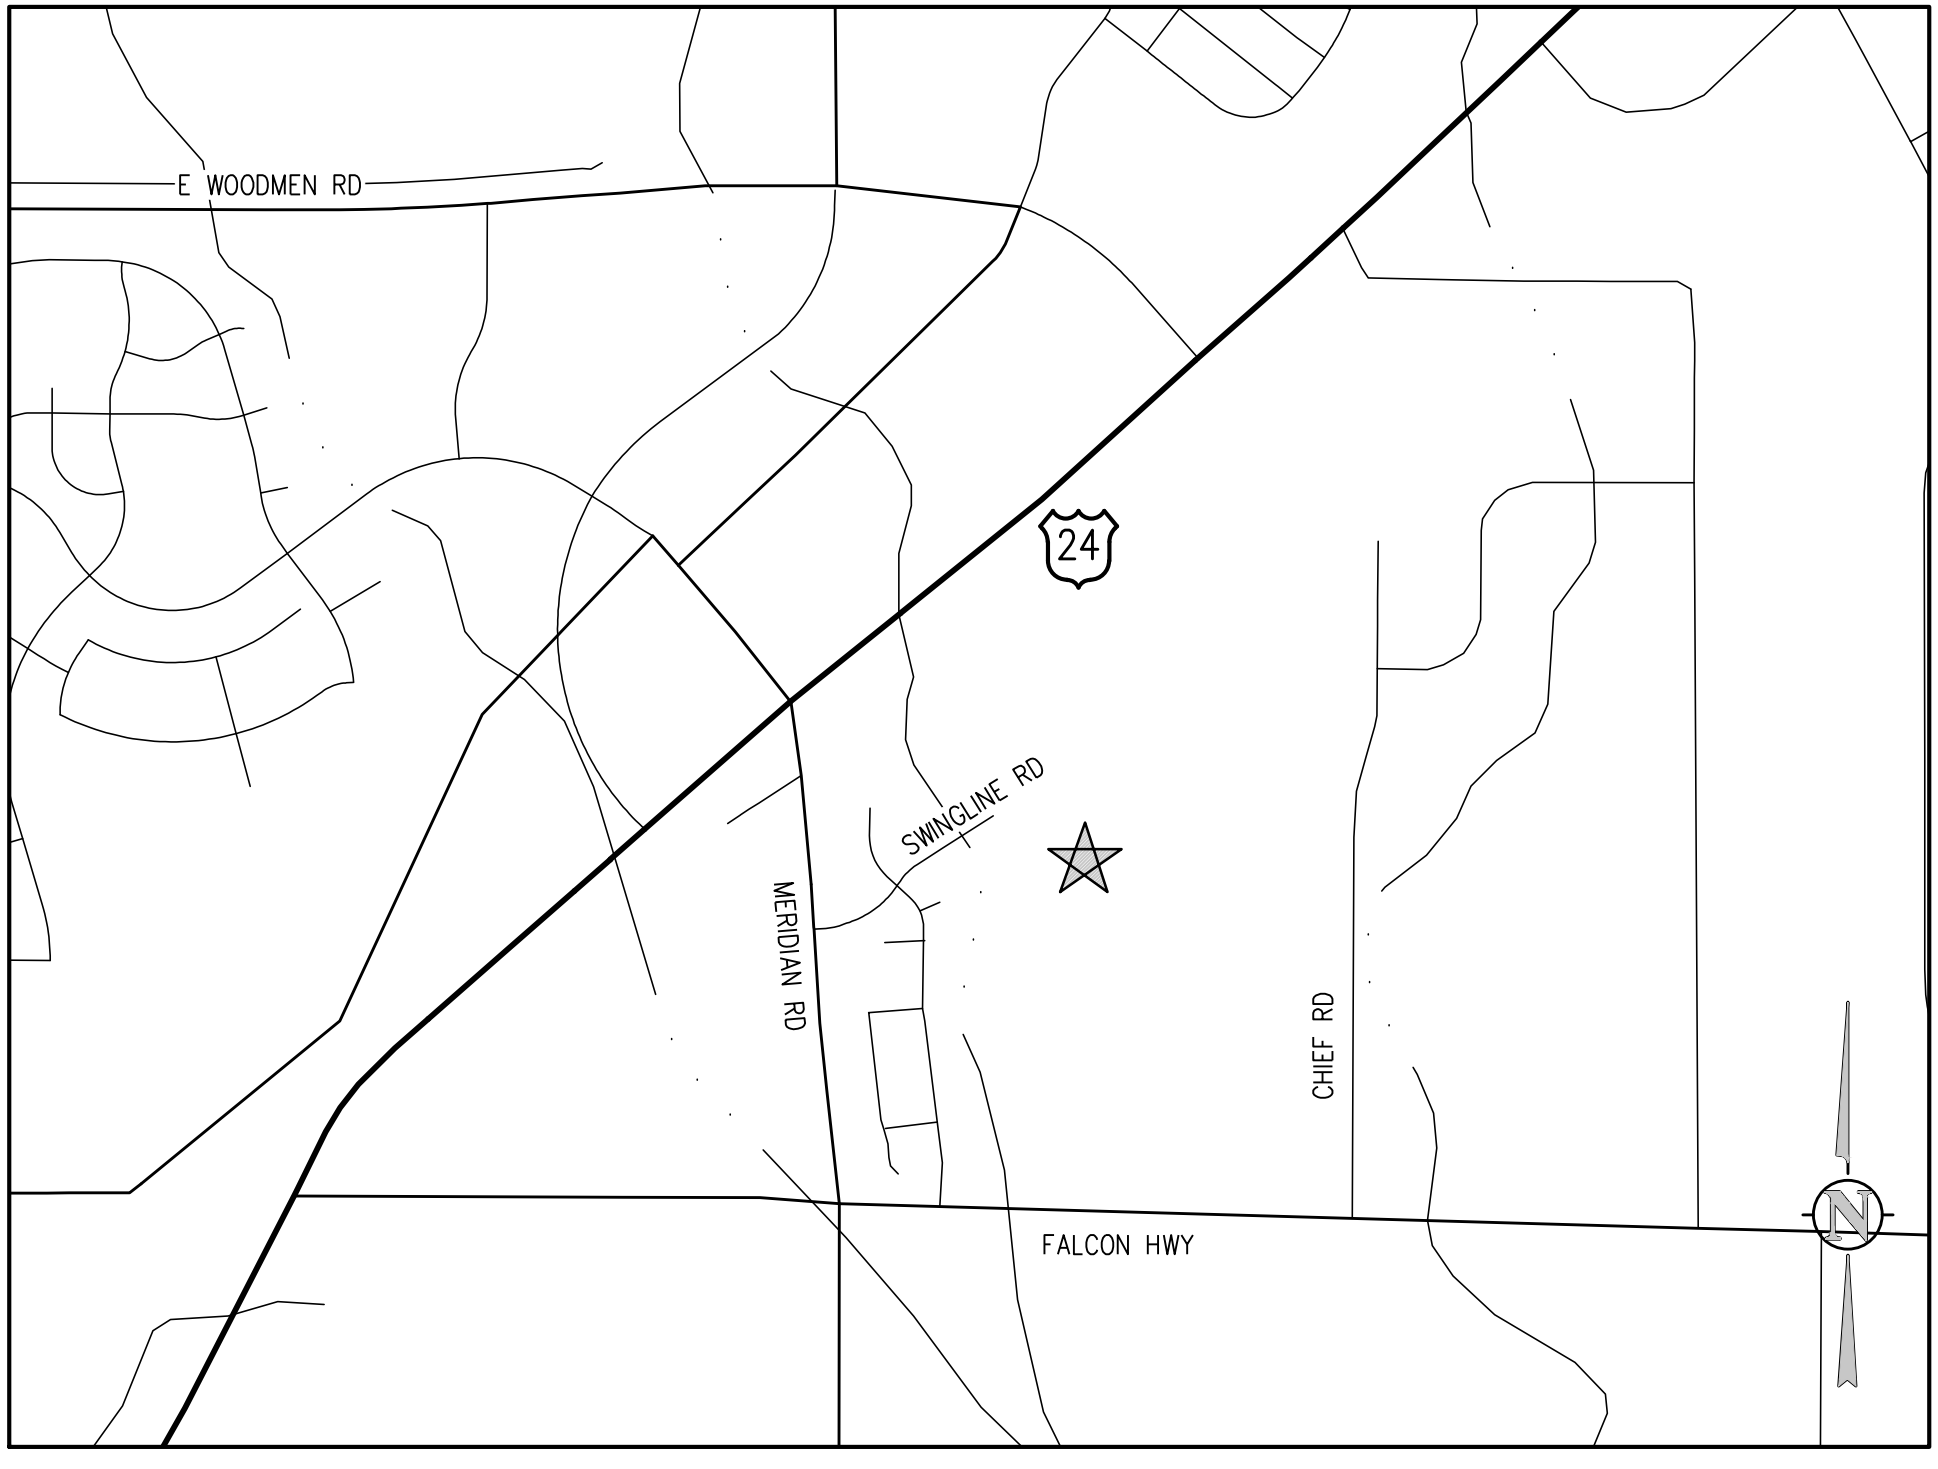 E WOODMEN RD
24
SWINGLINE RD
MERIDIAN RD
CHIEF RD
FALCON HWY
N